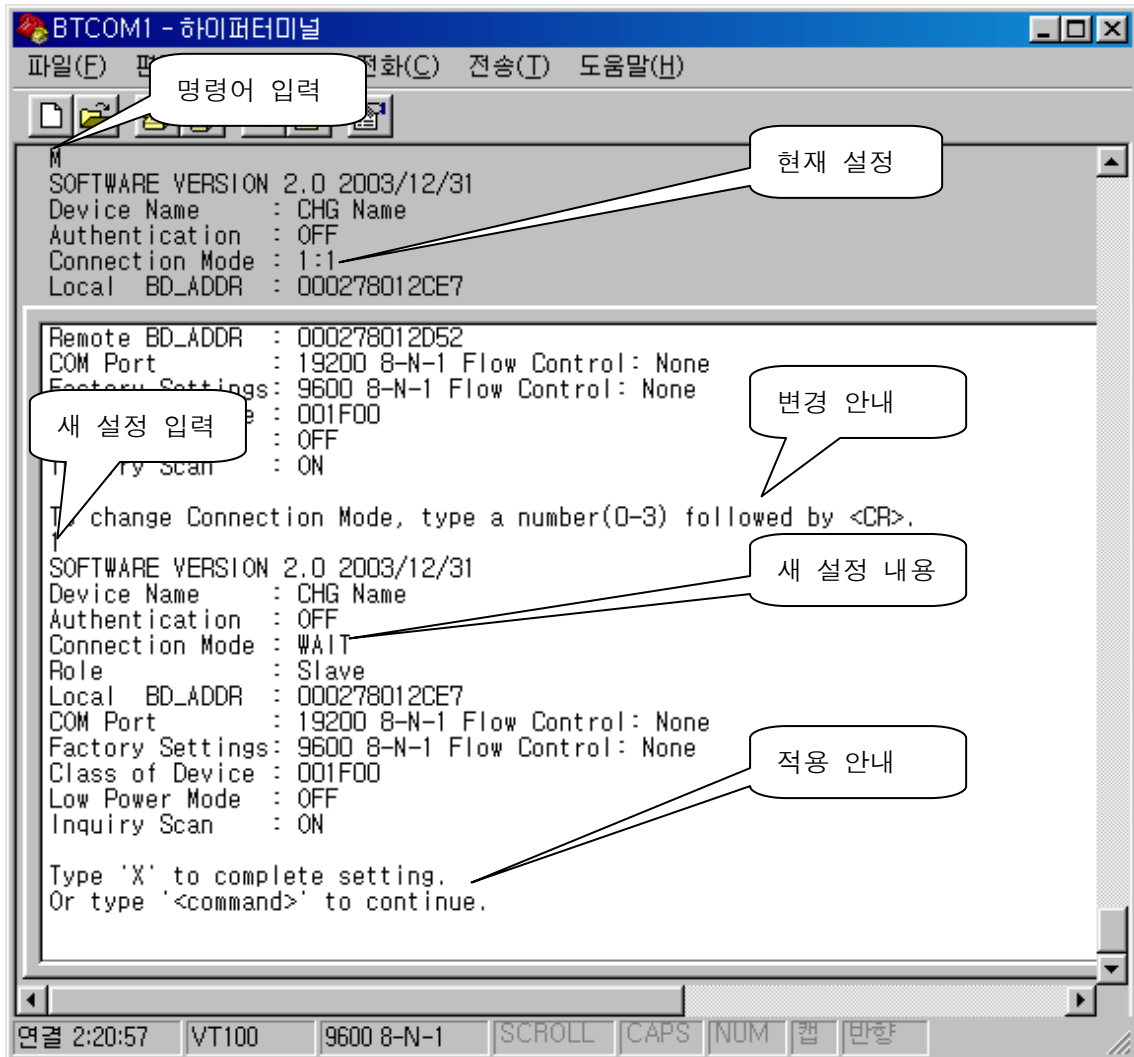 BTCOM1 - 하이퍼터미널
파일(F) 전화(C) 전송(T) 도움말(H)
명령어 입력
M
현재 설정
SOFTWARE VERSION 2.0 2003/12/31
Device Name : CHG Name
Authentication : OFF
Connection Mode : 1:1
Local BD_ADDR : 000278012CE7
Remote BD_ADDR : 000278012D52
COM Port : 19200 8-N-1 Flow Control: None
Factory Settings: 9600 8-N-1 Flow Control: None
변경 안내
새 설정 입력
: 001F00
: OFF
Scan : ON
To change Connection Mode, type a number(0-3) followed by <CR>.
1
SOFTWARE VERSION 2.0 2003/12/31
새 설정 내용
Device Name : CHG Name
Authentication : OFF
Connection Mode : WAIT
Role : Slave
Local BD_ADDR : 000278012CE7
COM Port : 19200 8-N-1 Flow Control: None
Factory Settings: 9600 8-N-1 Flow Control: None
적용 안내
Class of Device : 001F00
Low Power Mode : OFF
Inquiry Scan : ON
Type 'X' to complete setting.
Or type '<command>' to continue.
연결 2:20:57 VT100 9600 8-N-1 SCROLL CAPS NUM 캡 반향